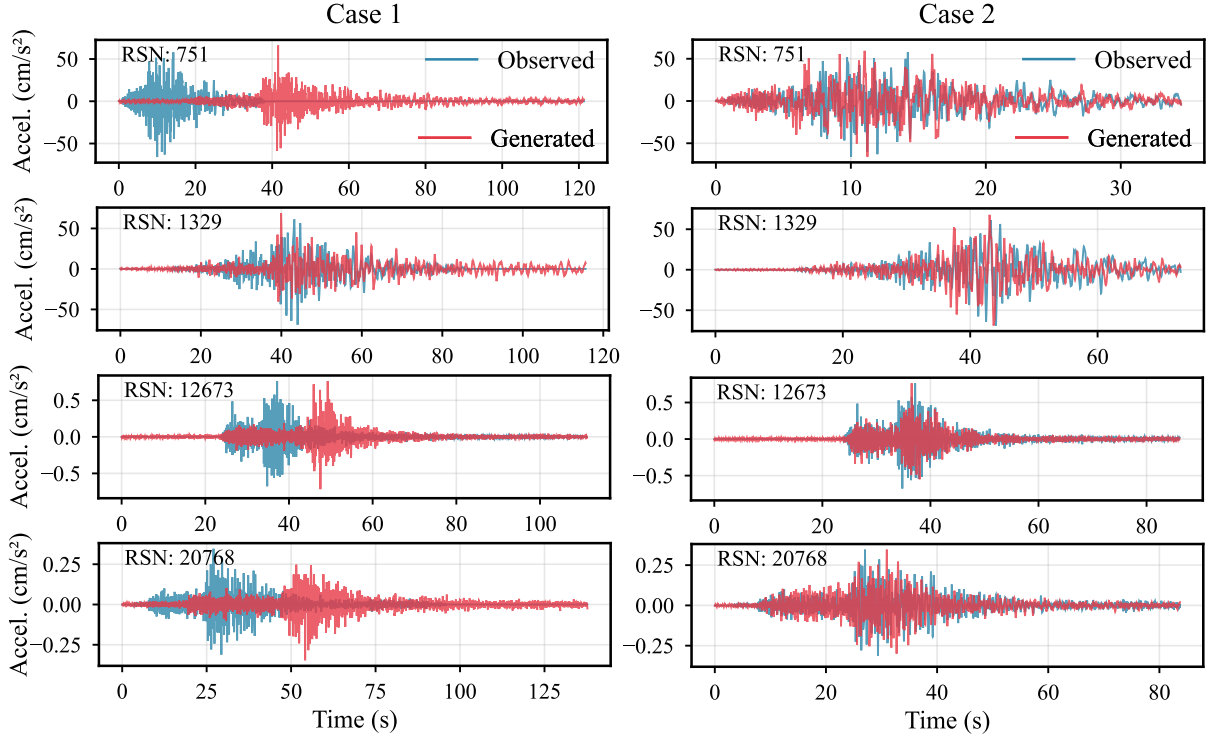 Case 1
Case 2
Accel. (cm/s²)
50
0
−50
RSN: 751
Observed
Generated
0 20 40 60 80 100 120
RSN: 751
Observed
Generated
50
0
−50
0 10 20 30
Accel. (cm/s²)
50
0
−50
RSN: 1329
0 20 40 60 80 100 120
50
0
−50
RSN: 1329
0 20 40 60
Accel. (cm/s²)
0.5
0.0
−0.5
RSN: 12673
0 20 40 60 80 100
0.5
0.0
−0.5
RSN: 12673
0 20 40 60 80
Accel. (cm/s²)
0.25
0.00
−0.25
RSN: 20768
0 25 50 75 100 125
Time (s)
0.25
0.00
−0.25
RSN: 20768
0 20 40 60 80
Time (s)